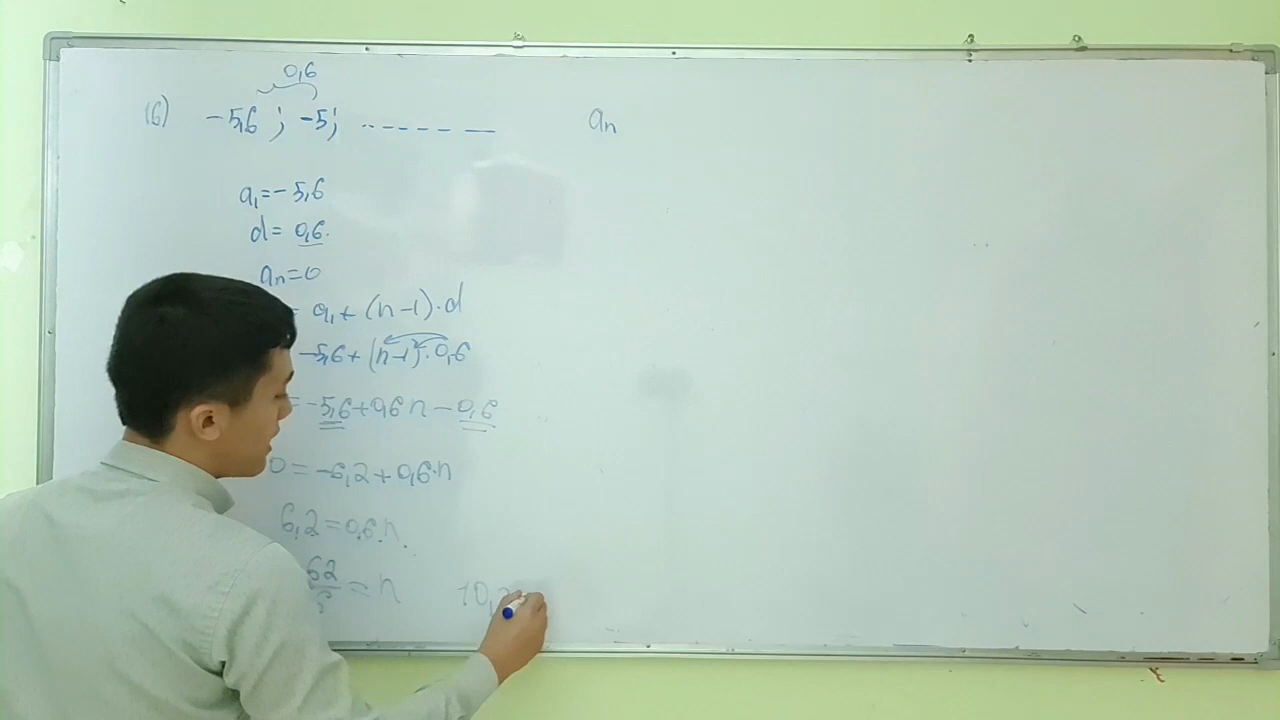 0,6
16) -5,6 ; -5; .. - - - - - an
a₁=-5,6
d= 0,6.
an=0
= a₁+ (n-1)·d
-5,6+(n-1)·0,6
=-5,6+0,6n-0,6
0=-6,2+0,6·n
6,2=0,6.n.
62/6=n 10,